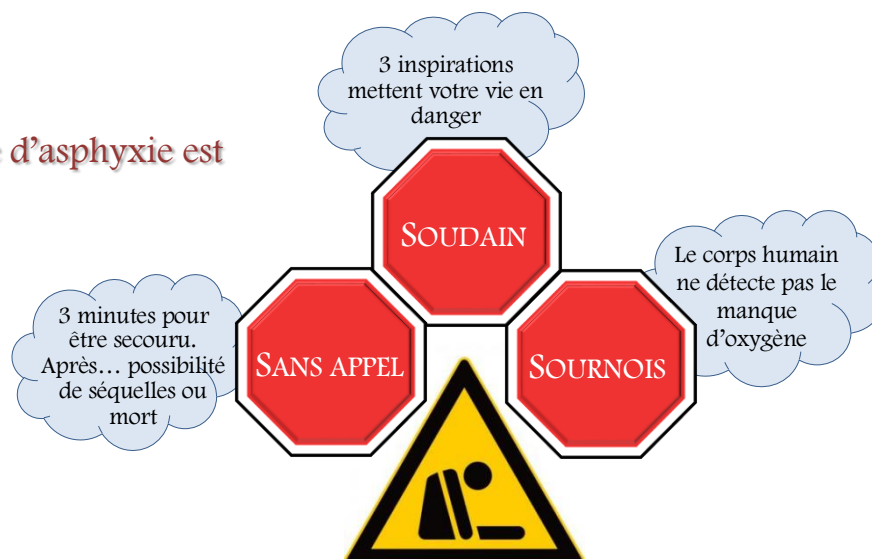 3 inspirations
mettent votre vie en
danger
d'asphyxie est
SOUDAIN
Le corps humain
ne détecte pas le
manque
d'oxygène
3 minutes pour
être secouru.
Après… possibilité
de séquelles ou
mort
SANS APPEL
SOURNOIS